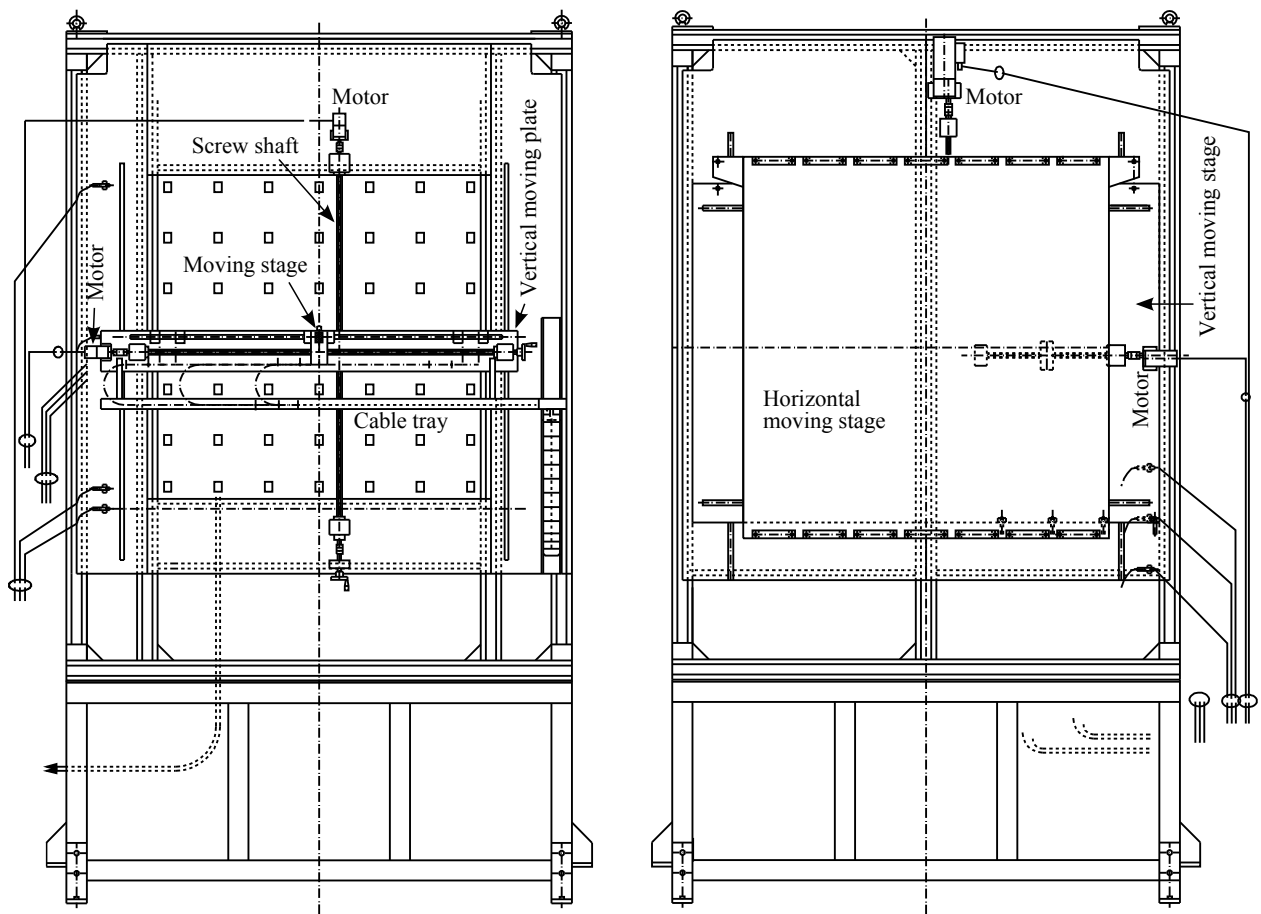 Motor
Screw shaft
Vertical moving plate
Moving stage
Motor
Cable tray
Motor
Vertical moving stage
Horizontal
moving stage
Motor